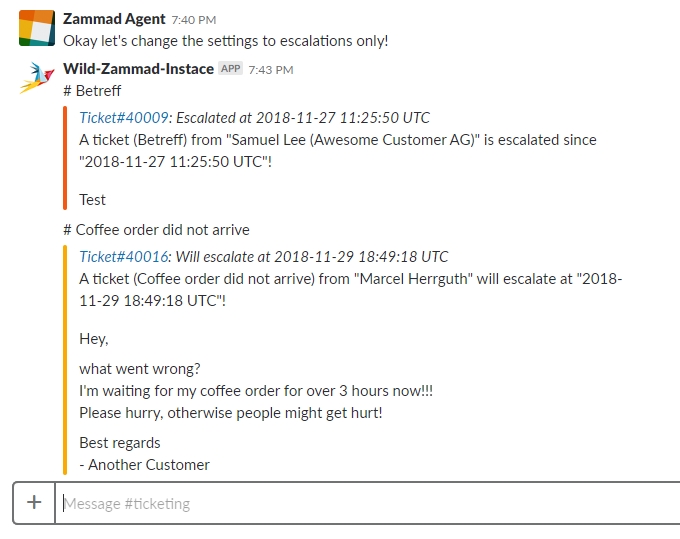 Zammad Agent 7:40 PM
Okay let's change the settings to escalations only!
Wild-Zammad-Instace APP 7:43 PM
# Betreff
Ticket#40009: Escalated at 2018-11-27 11:25:50 UTC
A ticket (Betreff) from "Samuel Lee (Awesome Customer AG)" is escalated since
"2018-11-27 11:25:50 UTC"!
Test
# Coffee order did not arrive
Ticket#40016: Will escalate at 2018-11-29 18:49:18 UTC
A ticket (Coffee order did not arrive) from "Marcel Herrguth" will escalate at "2018-
11-29 18:49:18 UTC"!
Hey,
what went wrong?
I'm waiting for my coffee order for over 3 hours now!!!
Please hurry, otherwise people might get hurt!
Best regards
- Another Customer
+ Message #ticketing